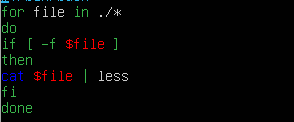 for file in ./*
do
if [ -f $file ]
then
cat $file | less
fi
done